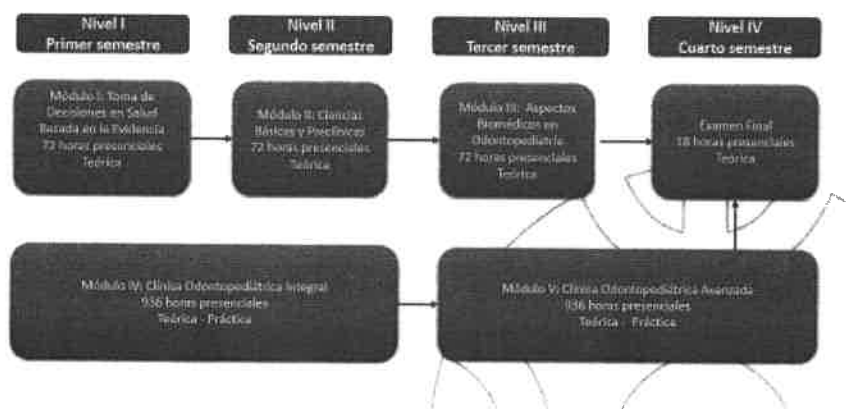 Nivel I
Primer semestre
Nivel II
Segundo semestre
Nivel III
Tercer semestre
Nivel IV
Cuarto semestre
Módulo I: Toma de
Decisiones en Salud
Basada en la Evidencia
72 horas presenciales
Teórica
Módulo II: Ciencias
Básicas y Preclínicas
72 horas presenciales
Teórica
Módulo III: Aspectos
Biomédicos en
Odontopediatría
72 horas presenciales
Teórica
Examen Final
18 horas presenciales
Teórica
Módulo IV: Clínica Odontopediátrica Integral
936 horas presenciales
Teórica - Práctica
Módulo V: Clínica Odontopediátrica Avanzada
936 horas presenciales
Teórica - Práctica